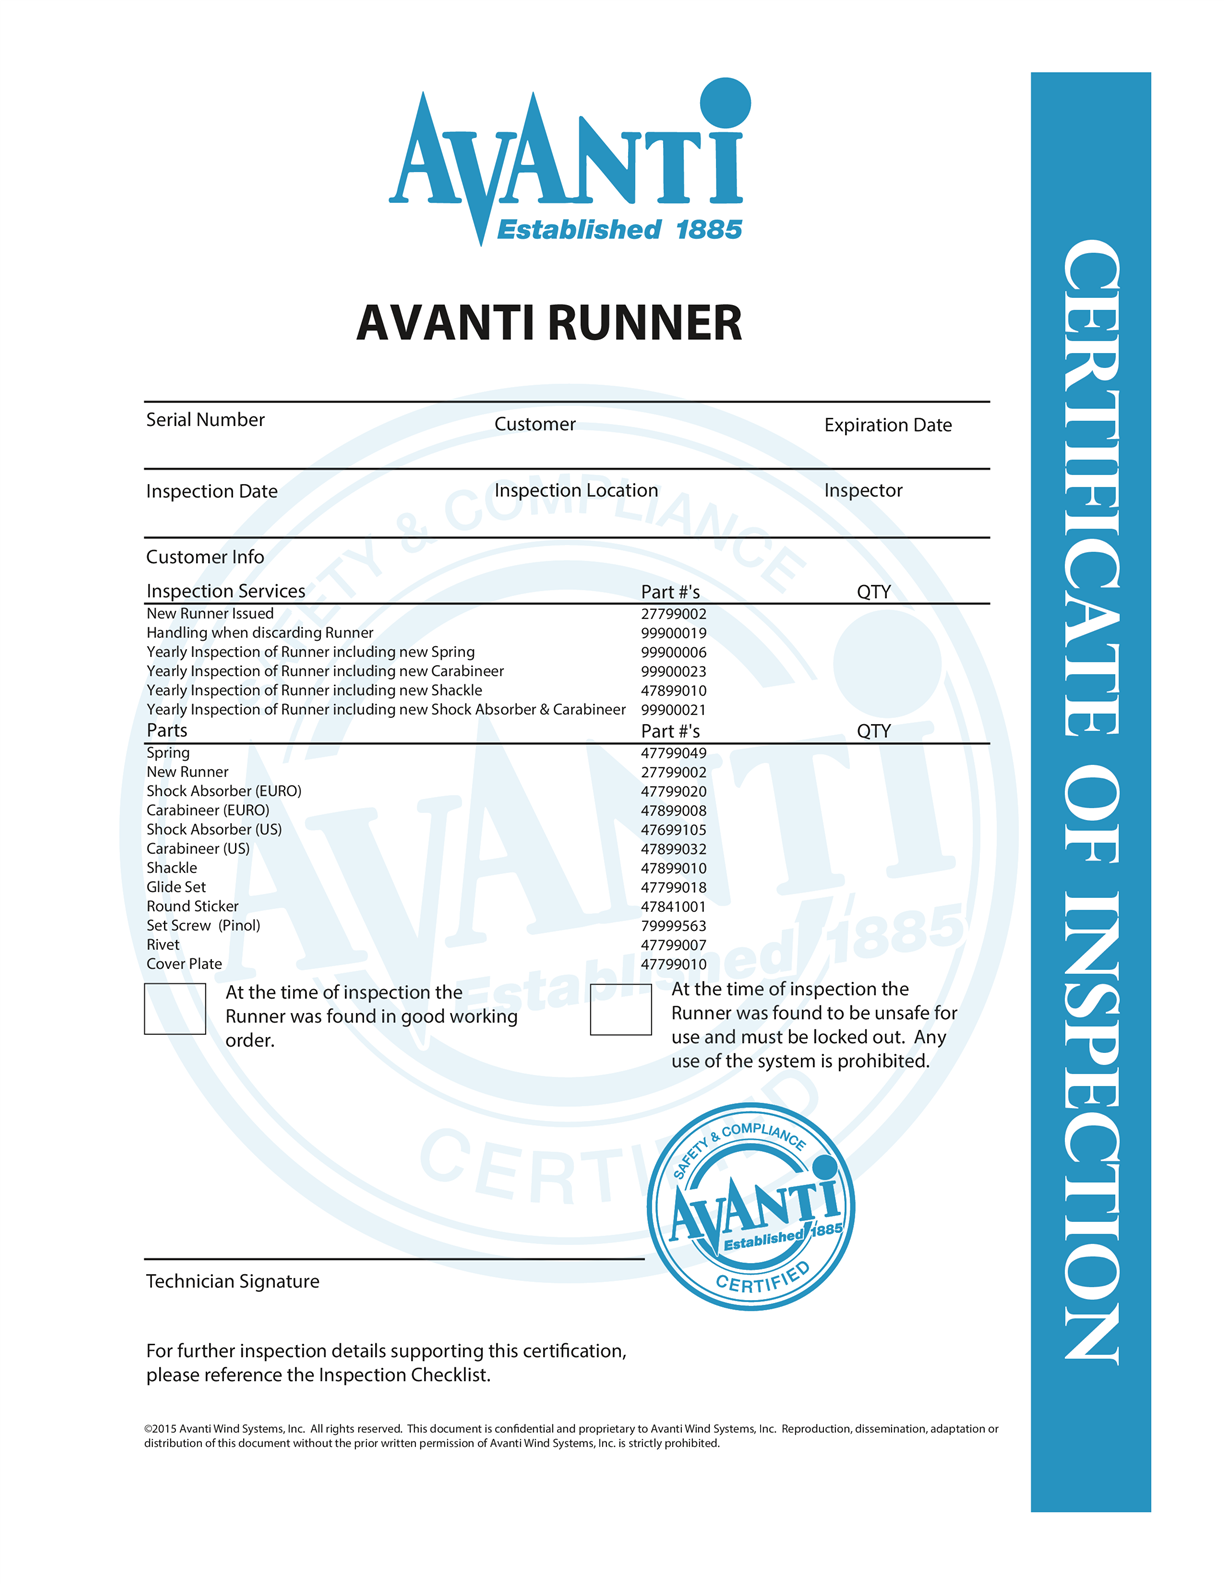 AVANTI
Established 1885
AVANTI RUNNER
Serial Number Customer Expiration Date
Inspection Date Inspection Location Inspector
Customer Info
Inspection Services Part #'s QTY
New Runner Issued 27799002
Handling when discarding Runner 99900019
Yearly Inspection of Runner including new Spring 99900006
Yearly Inspection of Runner including new Carabineer 99900023
Yearly Inspection of Runner including new Shackle 47899010
Yearly Inspection of Runner including new Shock Absorber & Carabineer 99900021
Parts Part #'s QTY
Spring 47799049
New Runner 27799002
Shock Absorber (EURO) 47799020
Carabineer (EURO) 47899008
Shock Absorber (US) 47699105
Carabineer (US) 47899032
Shackle 47899010
Glide Set 47799018
Round Sticker 47841001
Set Screw (Pinol) 79999563
Rivet 47799007
Cover Plate 47799010
At the time of inspection the
Runner was found in good working
order.
At the time of inspection the
Runner was found to be unsafe for
use and must be locked out. Any
use of the system is prohibited.
SAFETY & COMPLIANCE
AVANTI
Established 1885
CERTIFIED
SAFETY & COMPLIANCE
AVANTI
Established 1885
CERTIFIED
Technician Signature
For further inspection details supporting this certification,
please reference the Inspection Checklist.
©2015 Avanti Wind Systems, Inc. All rights reserved. This document is confidential and proprietary to Avanti Wind Systems, Inc. Reproduction, dissemination, adaptation or
distribution of this document without the prior written permission of Avanti Wind Systems, Inc. is strictly prohibited.
CERTIFICATE OF INSPECTION